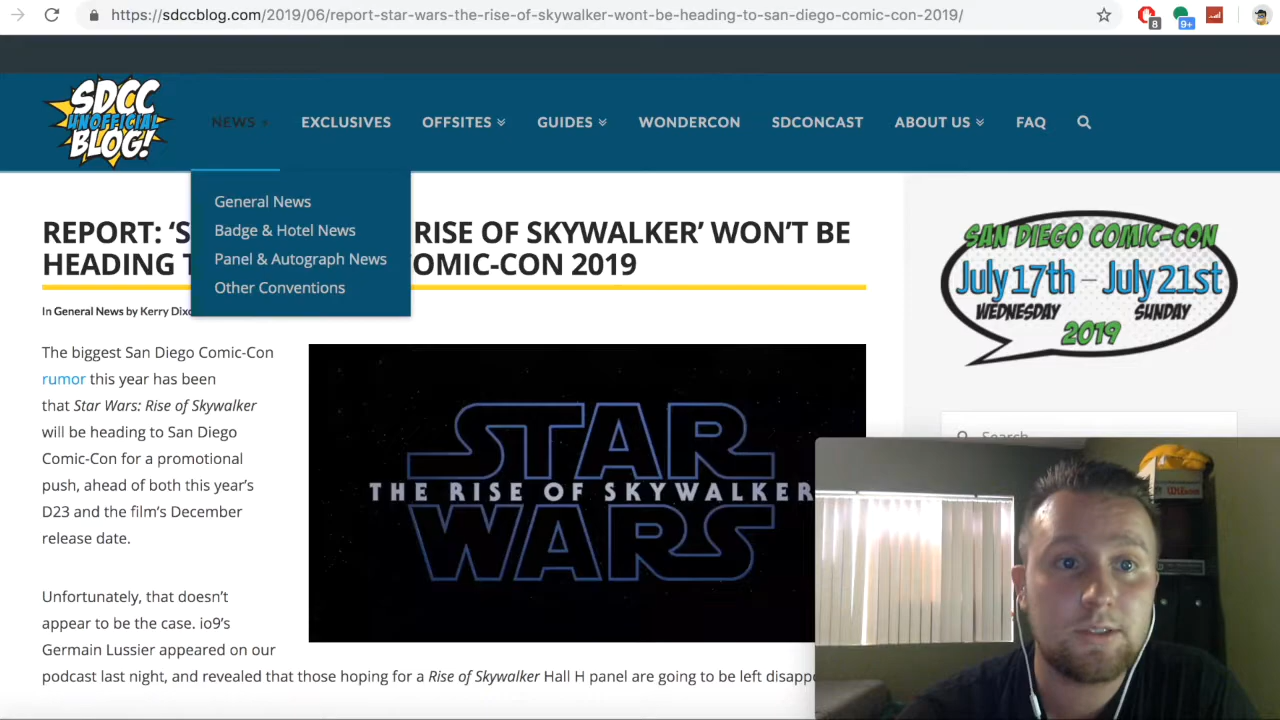 https://sdccblog.com/2019/06/report-star-wars-the-rise-of-skywalker-wont-be-heading-to-san-diego-comic-con-2019/
8
9+
SDCC
UNOFFICIAL
BLOG!
NEWS
EXCLUSIVES
OFFSITES
GUIDES
WONDERCON
SDCONCAST
ABOUT US
FAQ
General News
Badge & Hotel News
Panel & Autograph News
Other Conventions
REPORT: ‘S RISE OF SKYWALKER’ WON’T BE
HEADING COMIC-CON 2019
In General News by Kerry
The biggest San Diego Comic-Con
rumor this year has been
that Star Wars: Rise of Skywalker
will be heading to San Diego
Comic-Con for a promotional
push, ahead of both this year’s
D23 and the film’s December
release date.
Unfortunately, that doesn’t
appear to be the case. io9’s
Germain Lussier appeared on our
podcast last night, and revealed that those hoping for a Rise of Skywalker Hall H panel are going to be left
STAR
THE RISE OF SKYWALKER
WARS
SAN DIEGO COMIC-CON
July 17th – July 21st
WEDNESDAY SUNDAY
2019
Search
Wilson